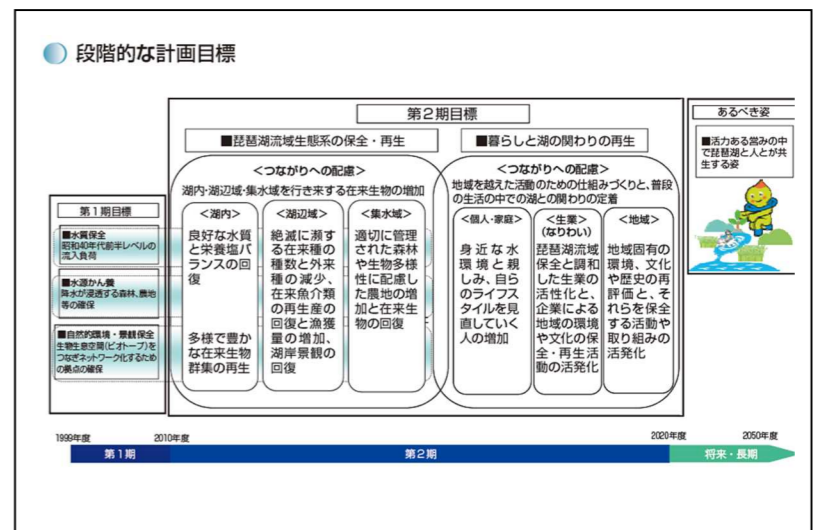 段階的な計画目標
第2期目標
■琵琶湖流域生態系の保全・再生
■暮らしと湖の関わりの再生
あるべき姿
■活力ある営みの中
で琵琶湖と人とが共
生する姿
<つながりへの配慮>
湖内・湖辺域・集水域を行き来する在来生物の増加
<つながりへの配慮>
地域を越えた活動のための仕組みづくりと、普段
の生活の中での湖との関わりの定着
第1期目標
■水質保全
昭和40年代前半レベルの
流入負荷
■水源かん養
降水が浸透する森林、農地
等の確保
■自然的環境・景観保全
生物生息空間(ビオトープ)を
つなぎネットワーク化するため
の拠点の確保
<湖内>
良好な水質
と栄養塩バ
ランスの回
復
多様で豊か
な在来生物
群集の再生
<湖辺域>
絶滅に瀕す
る在来種の
種数と外来
種の減少、
在来魚介類
の再生産の
回復と漁獲
量の増加、
湖岸景観の
回復
<集水域>
適切に管理
された森林
や生物多様
性に配慮し
た農地の増
加と在来生
物の回復
<個人・家庭>
身近な水
環境と親
しみ、自ら
のライフス
タイルを見
直していく
人の増加
<生業>
(なりわい)
琵琶湖流域
保全と調和
した生業の
活性化と、
企業による
地域の環境
や文化の保
全・再生活
動の活発化
<地域>
地域固有の
環境、文化
や歴史の再
評価と、そ
れらを保全
する活動や
取り組みの
活発化
1999年度
2010年度
2020年度
2050年度
第1期
第2期
将来・長期